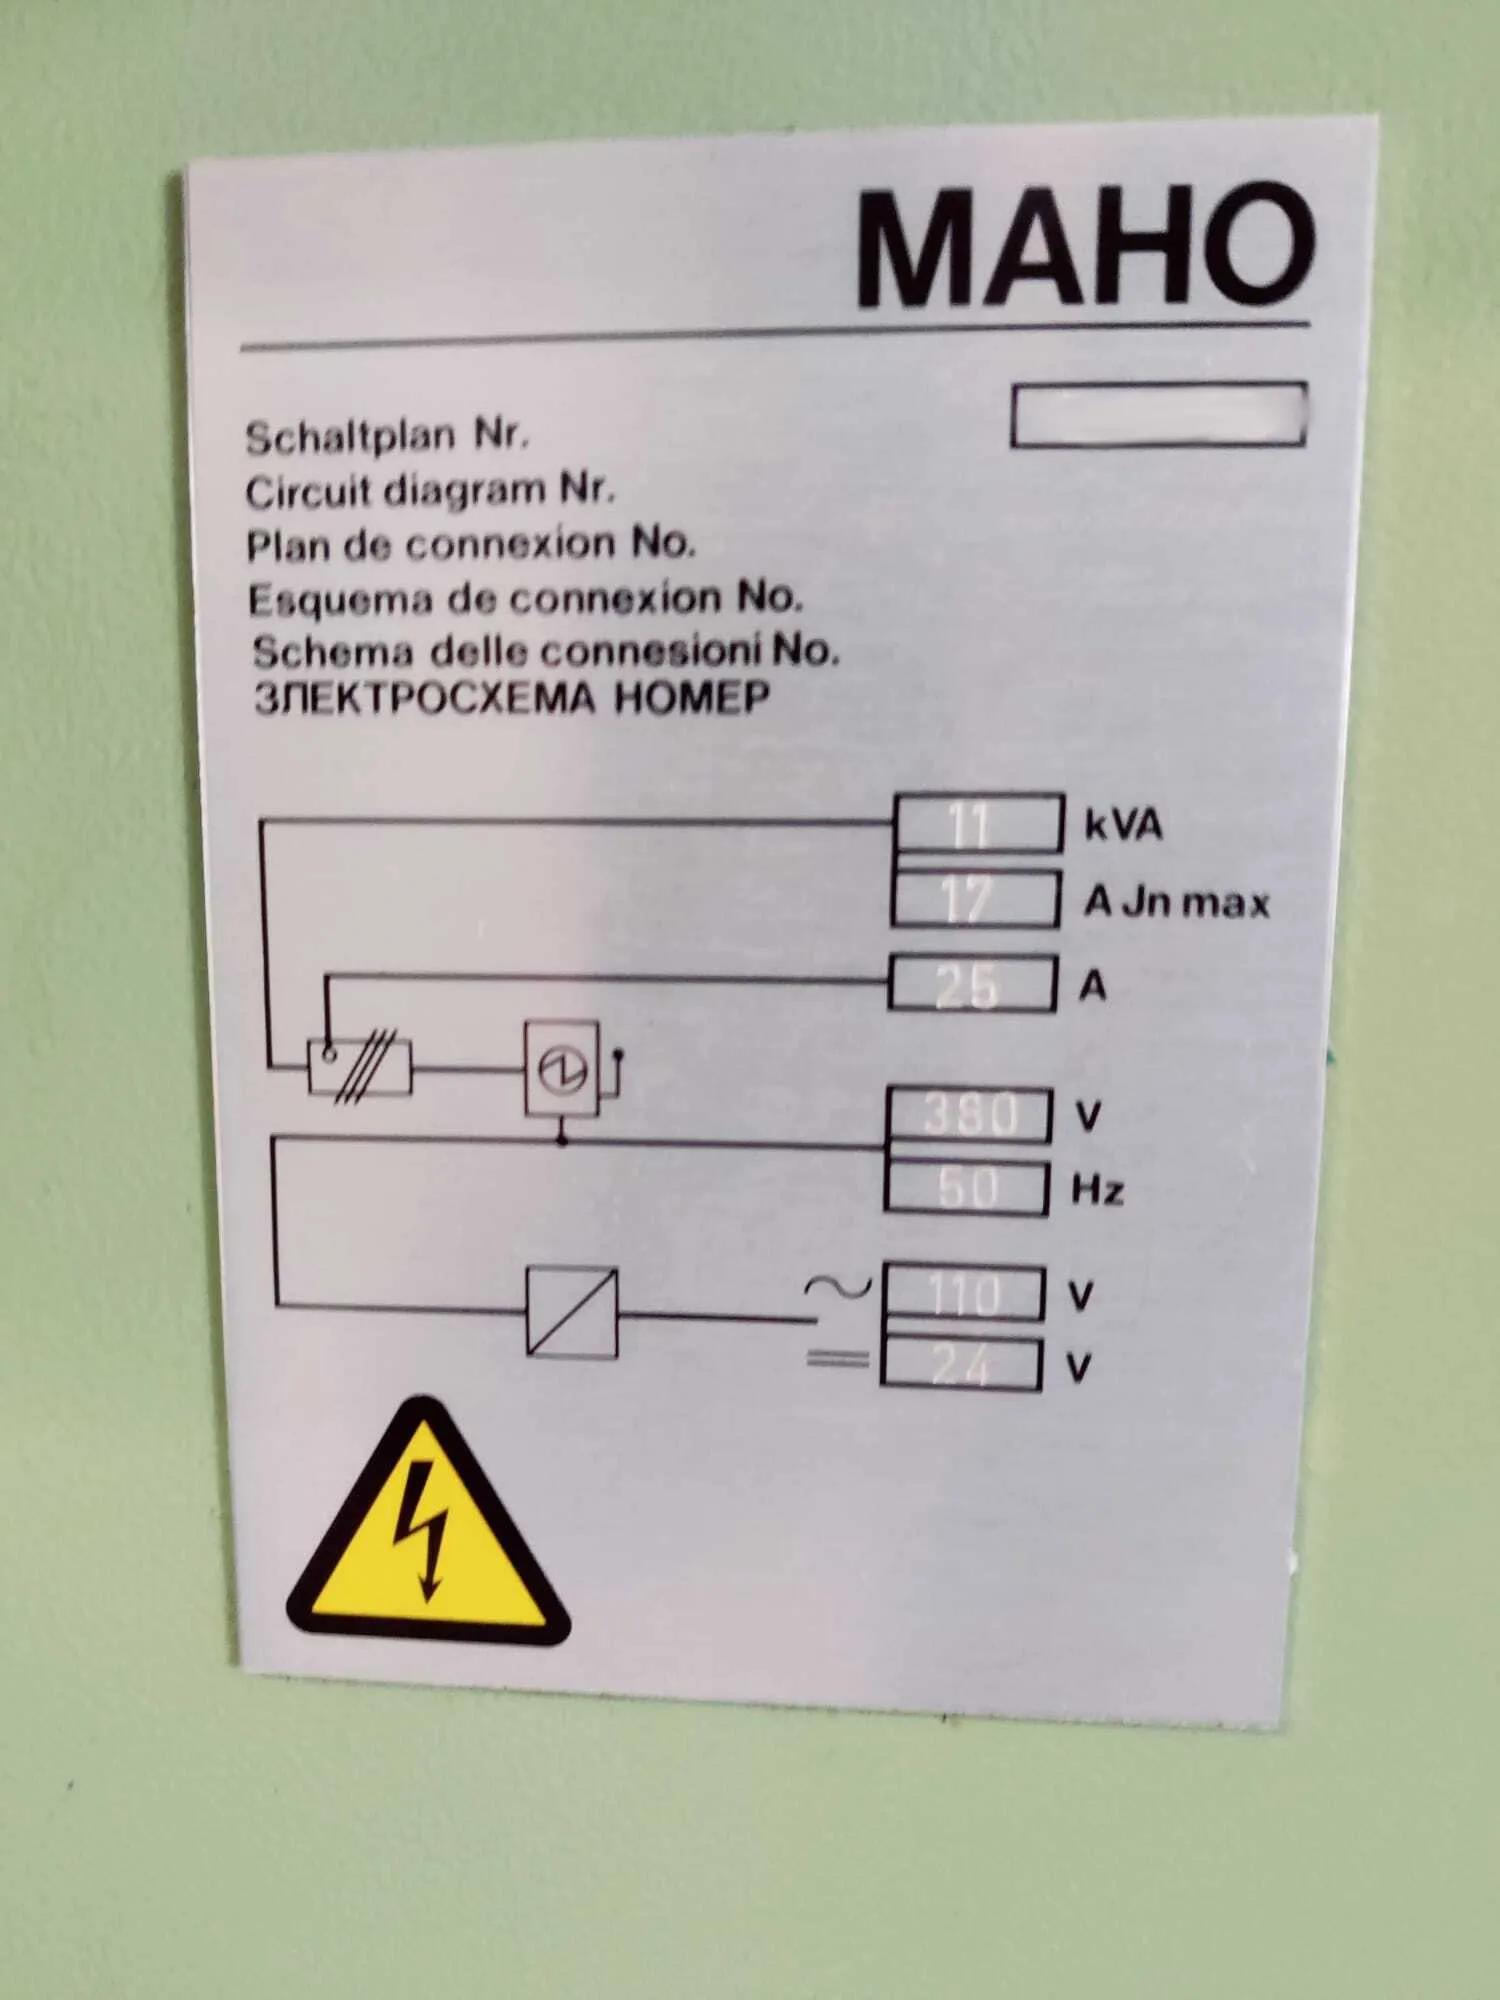 MAHO
Schaltplan Nr.
Circuit diagram Nr.
Plan de connexion No.
Esquema de connexion No.
Schema delle connesioni No.
ЗЛЕКТРОСХЕМА НОМЕР
11 kVA
17 A Jn max
25 A
380 V
50 Hz
110 V
24 V